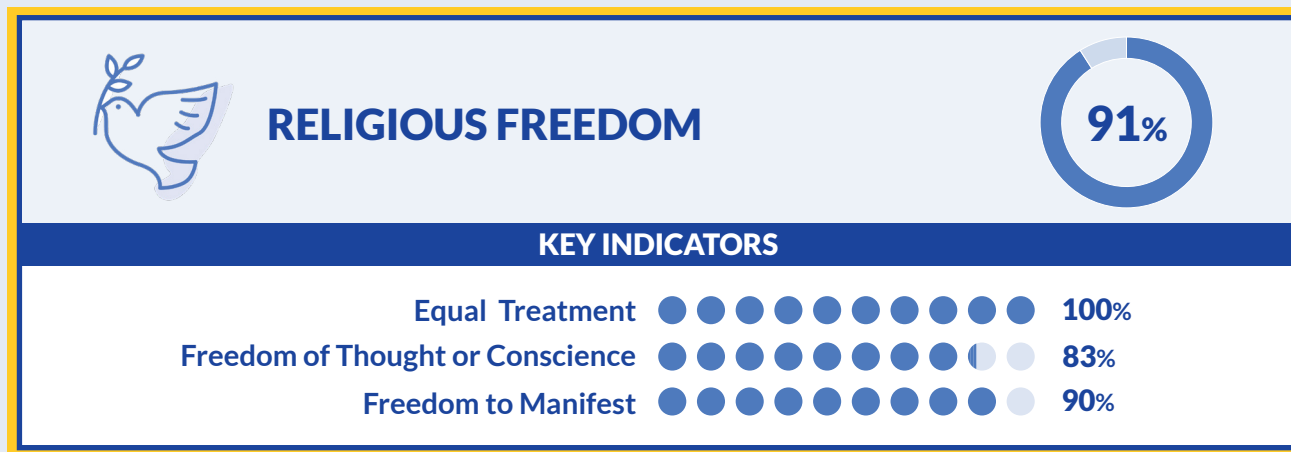 RELIGIOUS FREEDOM
91%
KEY INDICATORS
Equal Treatment 100%
Freedom of Thought or Conscience 83%
Freedom to Manifest 90%